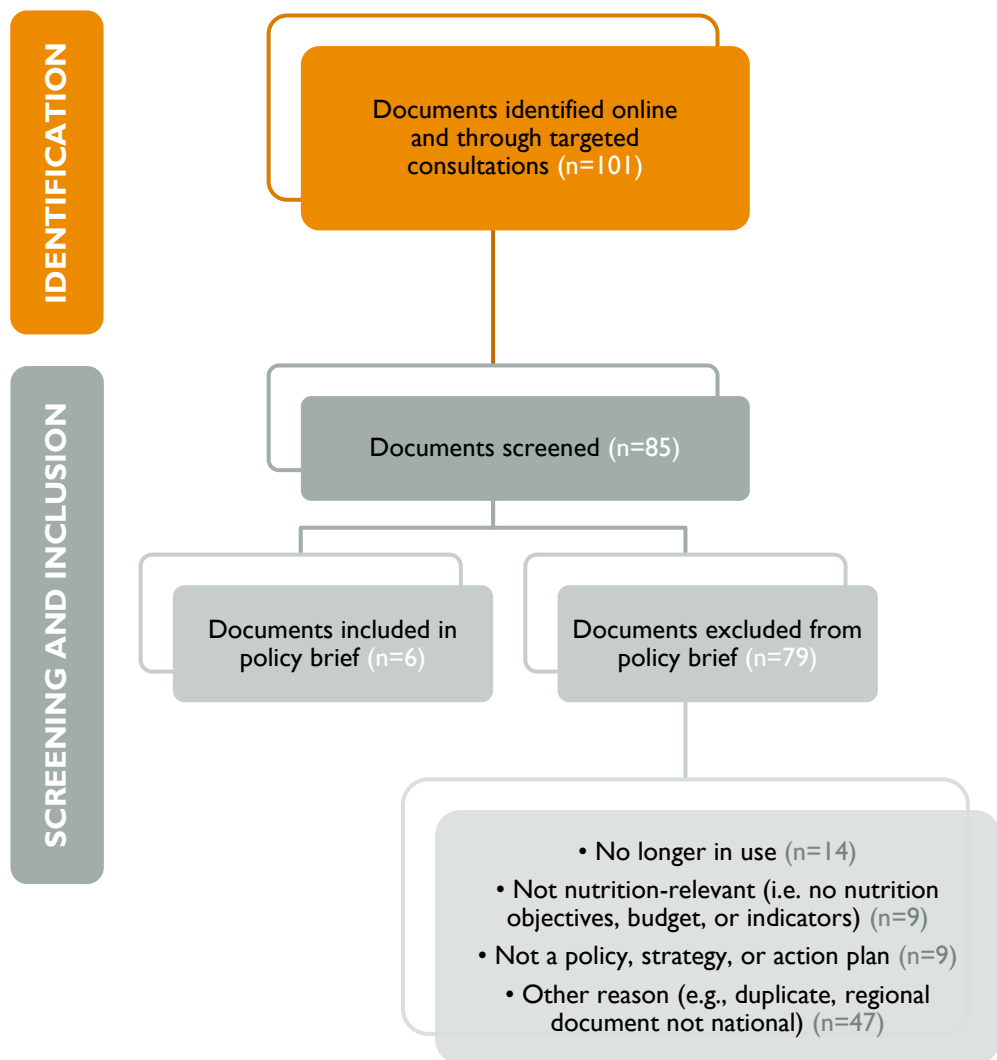 IDENTIFICATION
Documents identified online
and through targeted
consultations (n=101)
SCREENING AND INCLUSION
Documents screened (n=85)
Documents included in
policy brief (n=6)
Documents excluded from
policy brief (n=79)
• No longer in use (n=14)
• Not nutrition-relevant (i.e. no nutrition
objectives, budget, or indicators) (n=9)
• Not a policy, strategy, or action plan (n=9)
• Other reason (e.g., duplicate, regional
document not national) (n=47)